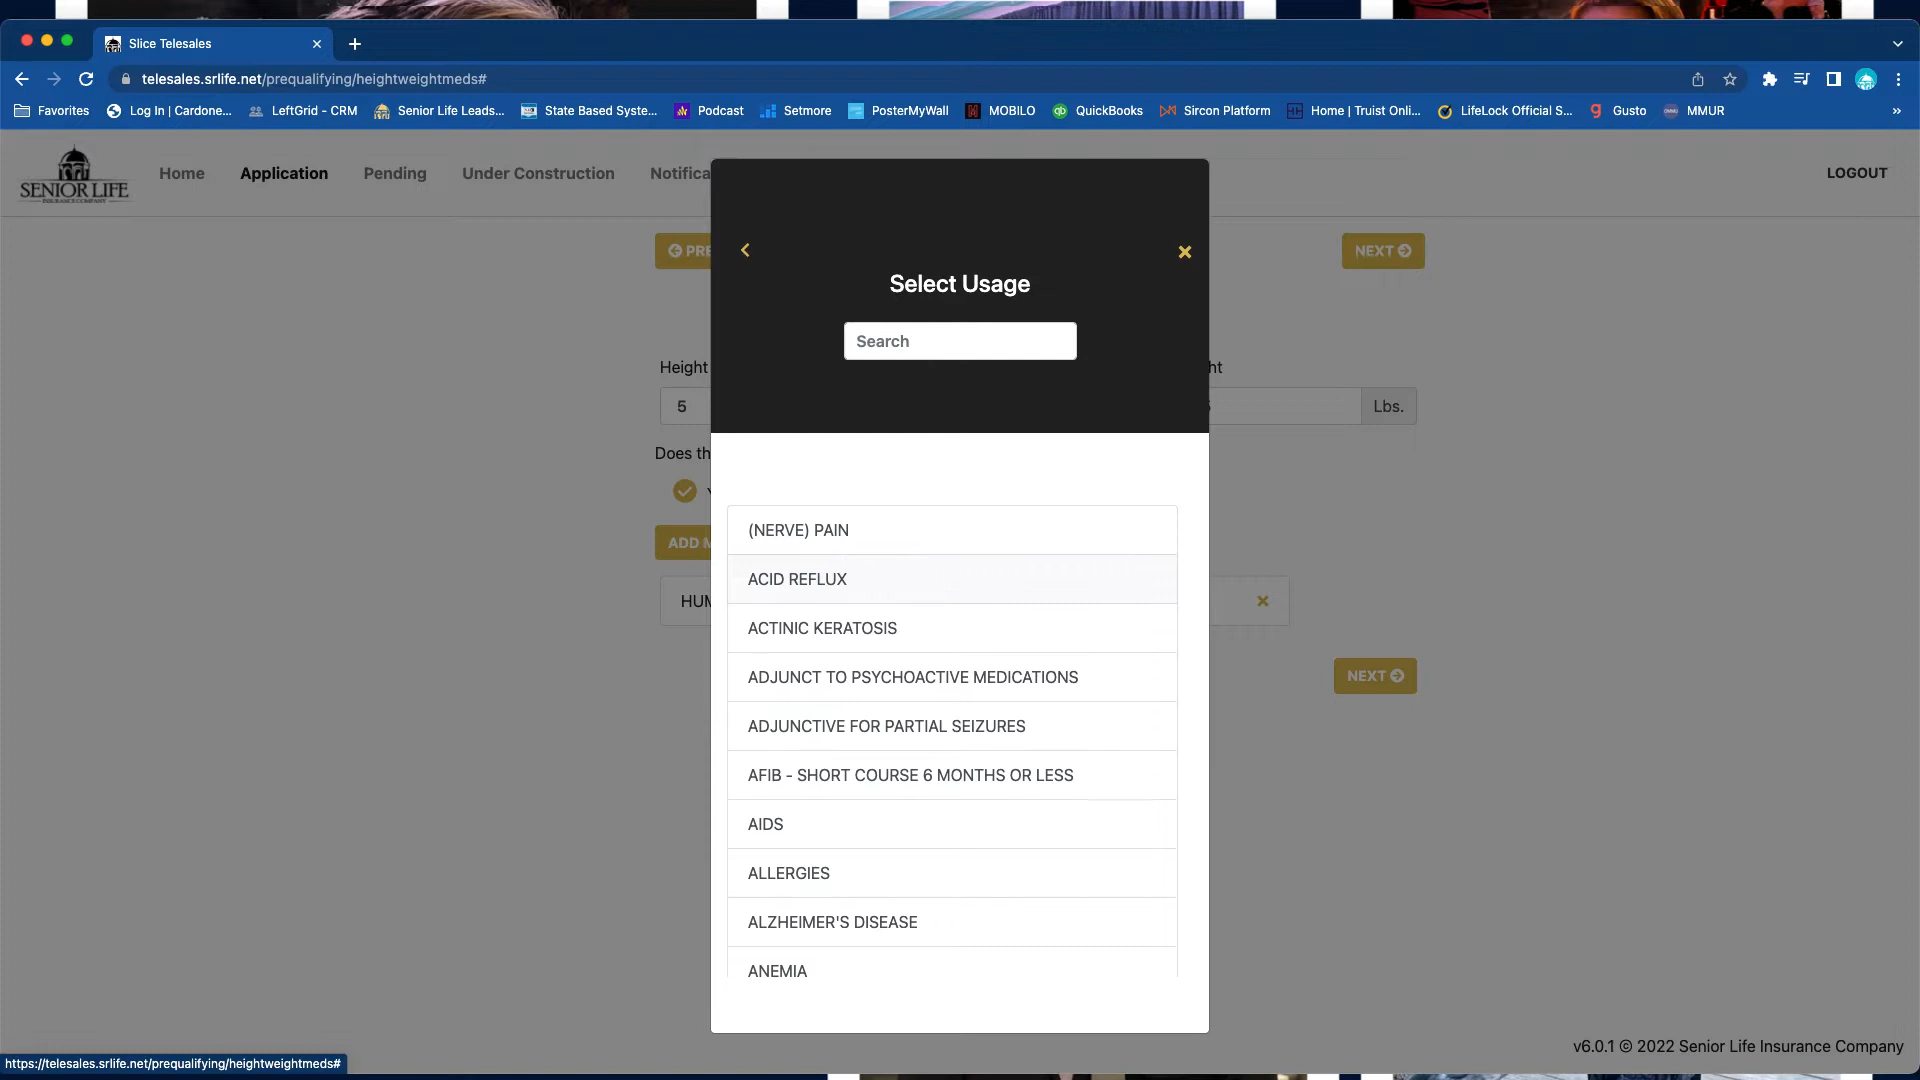 Slice Telesales
telesales.srlife.net/prequalifying/heightweightmeds#
Favorites Log In | Cardone... LeftGrid - CRM Senior Life Leads... State Based Syste... Podcast Setmore PosterMyWall MOBILO QuickBooks Sircon Platform Home | Truist Onli... LifeLock Official S... Gusto MMUR
SENIOR LIFE
INSURANCE COMPANY
Home Application Pending Under Construction Notifica LOGOUT
PRE NEXT
Select Usage
Search
Height ht
5 Lbs.
Does th
ADD M
HUM
(NERVE) PAIN
ACID REFLUX
ACTINIC KERATOSIS
ADJUNCT TO PSYCHOACTIVE MEDICATIONS
ADJUNCTIVE FOR PARTIAL SEIZURES
AFIB - SHORT COURSE 6 MONTHS OR LESS
AIDS
ALLERGIES
ALZHEIMER'S DISEASE
ANEMIA
NEXT
v6.0.1 © 2022 Senior Life Insurance Company
https://telesales.srlife.net/prequalifying/heightweightmeds#